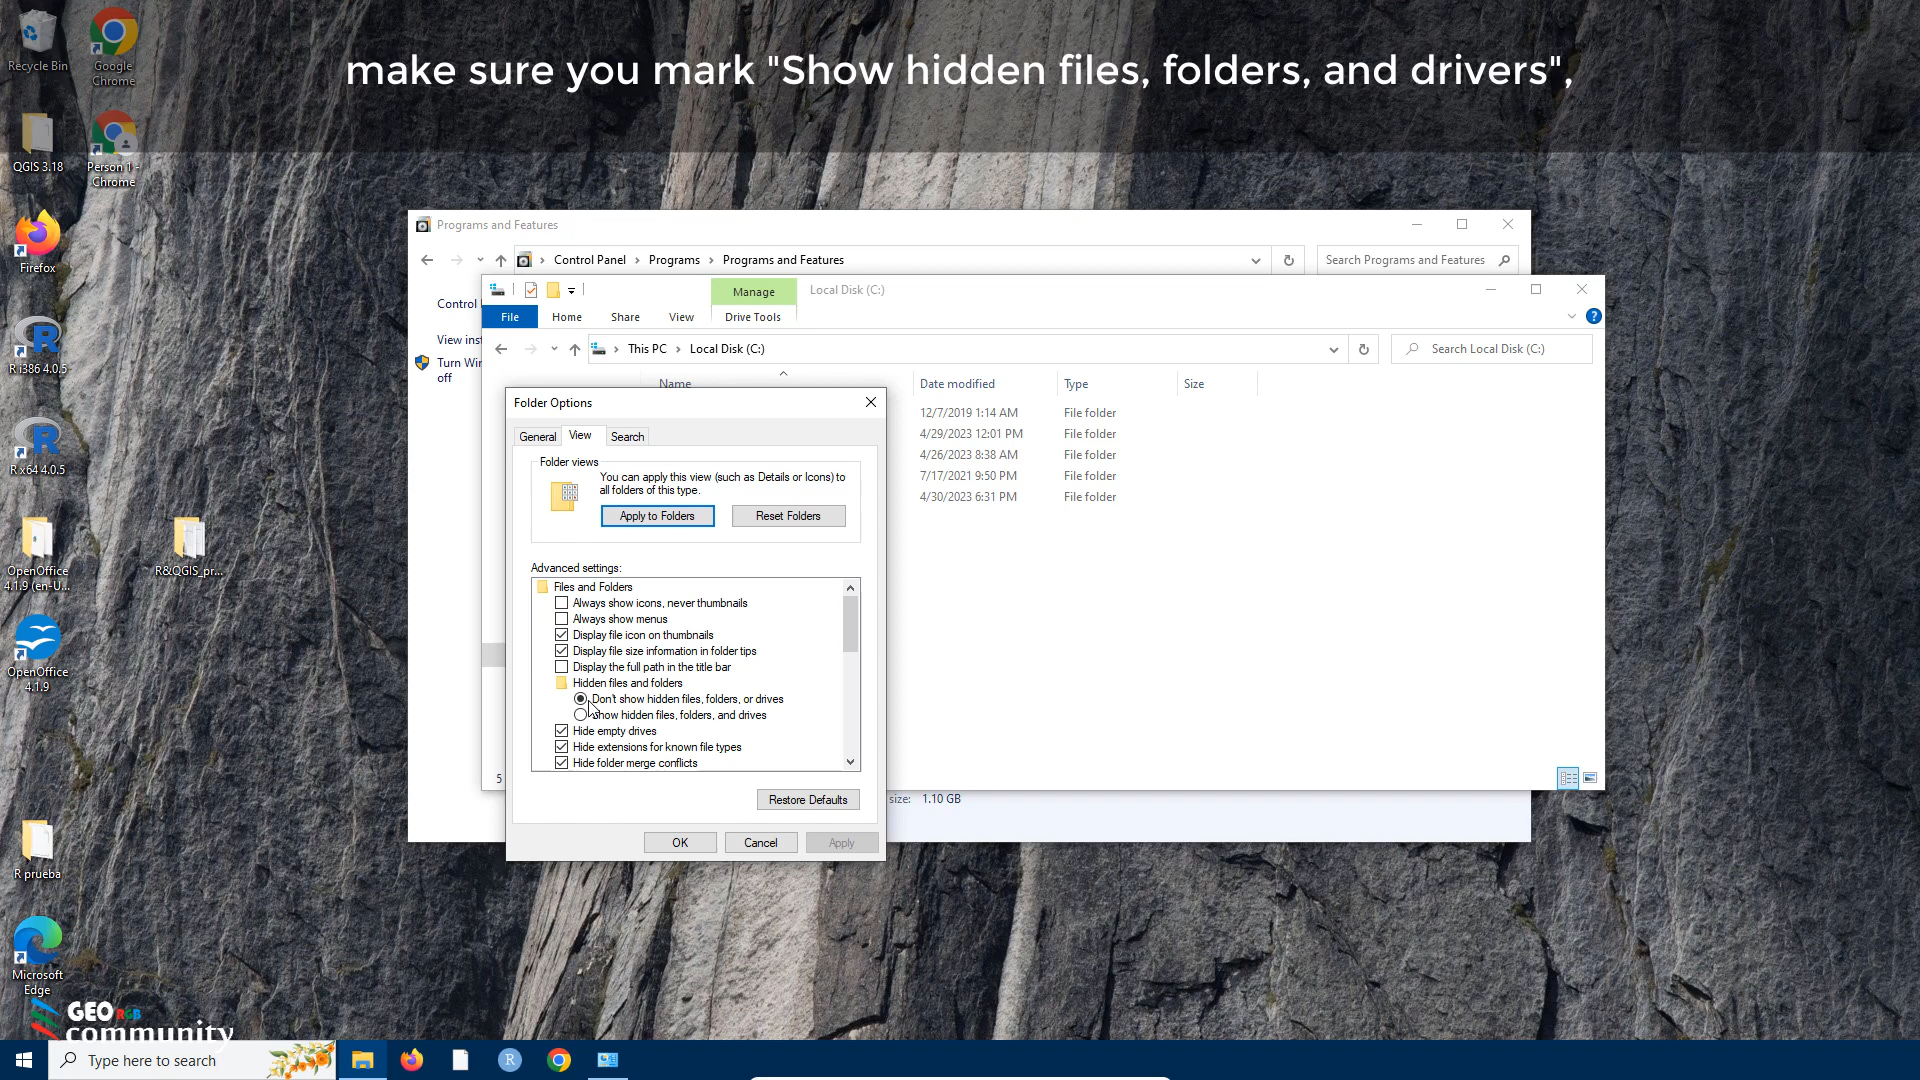 make sure you mark "Show hidden files, folders, and drivers",
Recycle Bin
Google
Chrome
QGIS 3.18
Person 1 -
Chrome
Firefox
R i386 4.0.5
R x64 4.0.5
OpenOffice
4.1.9 (en-U...
R&QGIS_pr...
OpenOffice
4.1.9
R prueba
Microsoft
Edge
GEO RGB
community
Programs and Features
Control Panel > Programs > Programs and Features
Search Programs and Features
Control
View ins
Turn Wi
off
Manage
Local Disk (C:)
File
Home
Share
View
Drive Tools
This PC > Local Disk (C:)
Search Local Disk (C:)
Name
Date modified
Type
Size
12/7/2019 1:14 AM File folder
4/29/2023 12:01 PM File folder
4/26/2023 8:38 AM File folder
7/17/2021 9:50 PM File folder
4/30/2023 6:31 PM File folder
5
size: 1.10 GB
Folder Options
General
View
Search
Folder views
You can apply this view (such as Details or Icons) to
all folders of this type.
Apply to Folders
Reset Folders
Advanced settings:
Files and Folders
Always show icons, never thumbnails
Always show menus
Display file icon on thumbnails
Display file size information in folder tips
Display the full path in the title bar
Hidden files and folders
Don't show hidden files, folders, or drives
Show hidden files, folders, and drives
Hide empty drives
Hide extensions for known file types
Hide folder merge conflicts
Restore Defaults
OK
Cancel
Apply
Type here to search